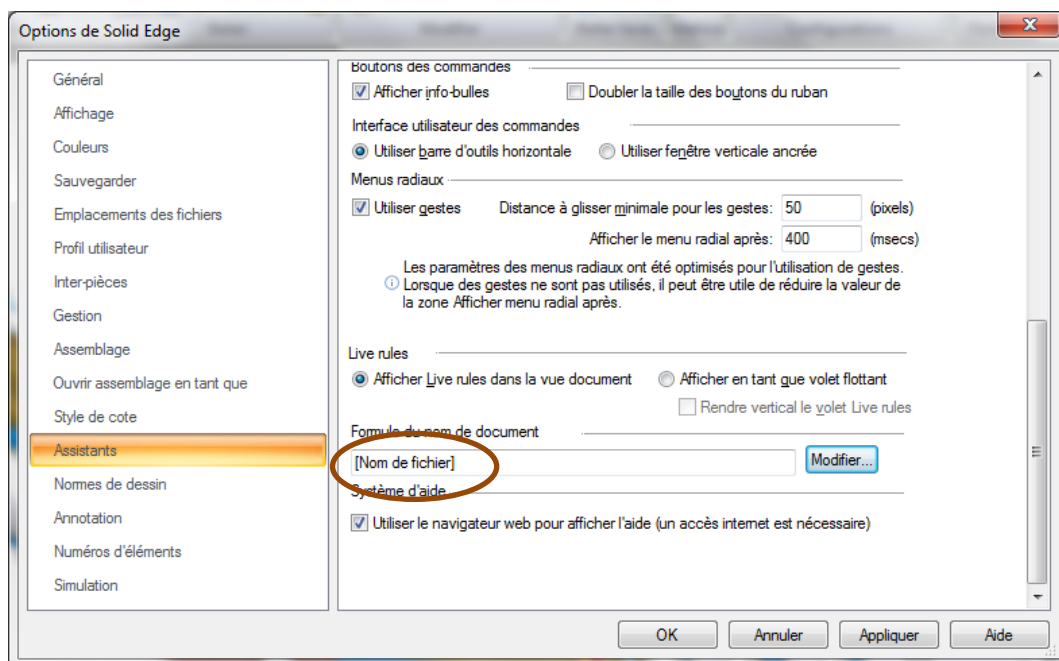 Options de Solid Edge
Général
Affichage
Couleurs
Sauvegarder
Emplacements des fichiers
Profil utilisateur
Inter-pièces
Gestion
Assemblage
Ouvrir assemblage en tant que
Style de cote
Assistants
Normes de dessin
Annotation
Numéros d'éléments
Simulation
Boutons des commandes
Afficher info-bulles Doubler la taille des boutons du ruban
Interface utilisateur des commandes
Utiliser barre d'outils horizontale Utiliser fenêtre verticale ancrée
Menus radiaux
Utiliser gestes Distance à glisser minimale pour les gestes: 50 (pixels)
Afficher le menu radial après: 400 (msecs)
Les paramètres des menus radiaux ont été optimisés pour l'utilisation de gestes.
Lorsque des gestes ne sont pas utilisés, il peut être utile de réduire la valeur de
la zone Afficher menu radial après.
Live rules
Afficher Live rules dans la vue document Afficher en tant que volet flottant
Rendre vertical le volet Live rules
Formule du nom de document
[Nom de fichier] Modifier...
Système d'aide
Utiliser le navigateur web pour afficher l'aide (un accès internet est nécessaire)
OK Annuler Appliquer Aide